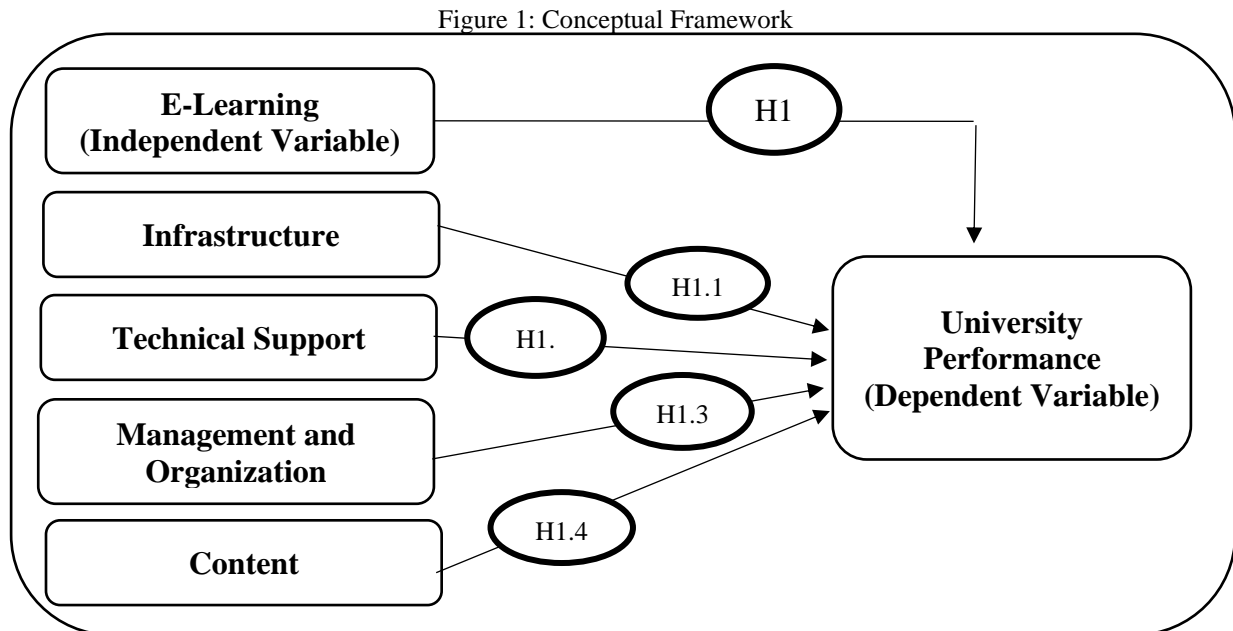 Figure 1: Conceptual Framework
E-Learning
(Independent Variable)
H1
Infrastructure
H1.1
Technical Support
H1.
University
Performance
(Dependent Variable)
Management and
Organization
H1.3
Content
H1.4